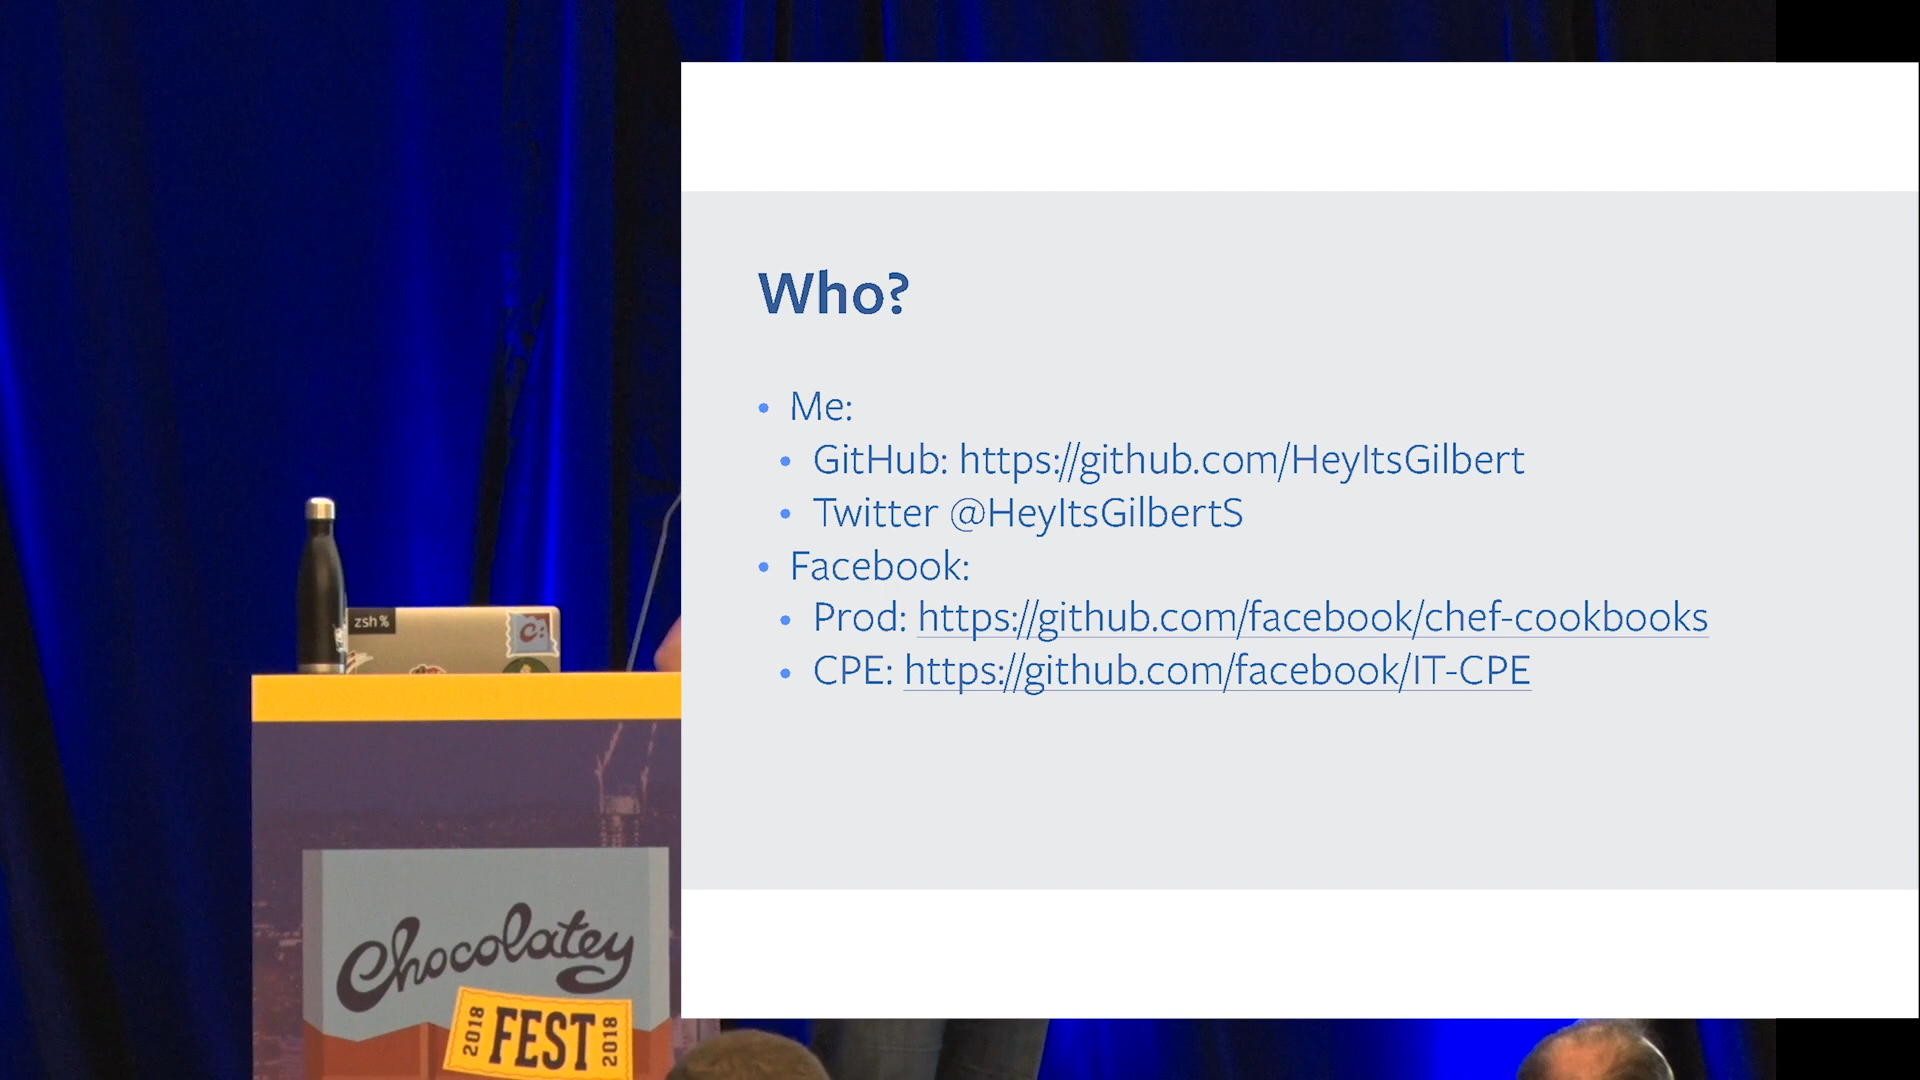 Who?
• Me:
• GitHub: https://github.com/HeyItsGilbert
• Twitter @HeyItsGilbertS
• Facebook:
• Prod: https://github.com/facebook/chef-cookbooks
• CPE: https://github.com/facebook/IT-CPE
zsh %
C:
Chocolatey
2018 FEST 2018